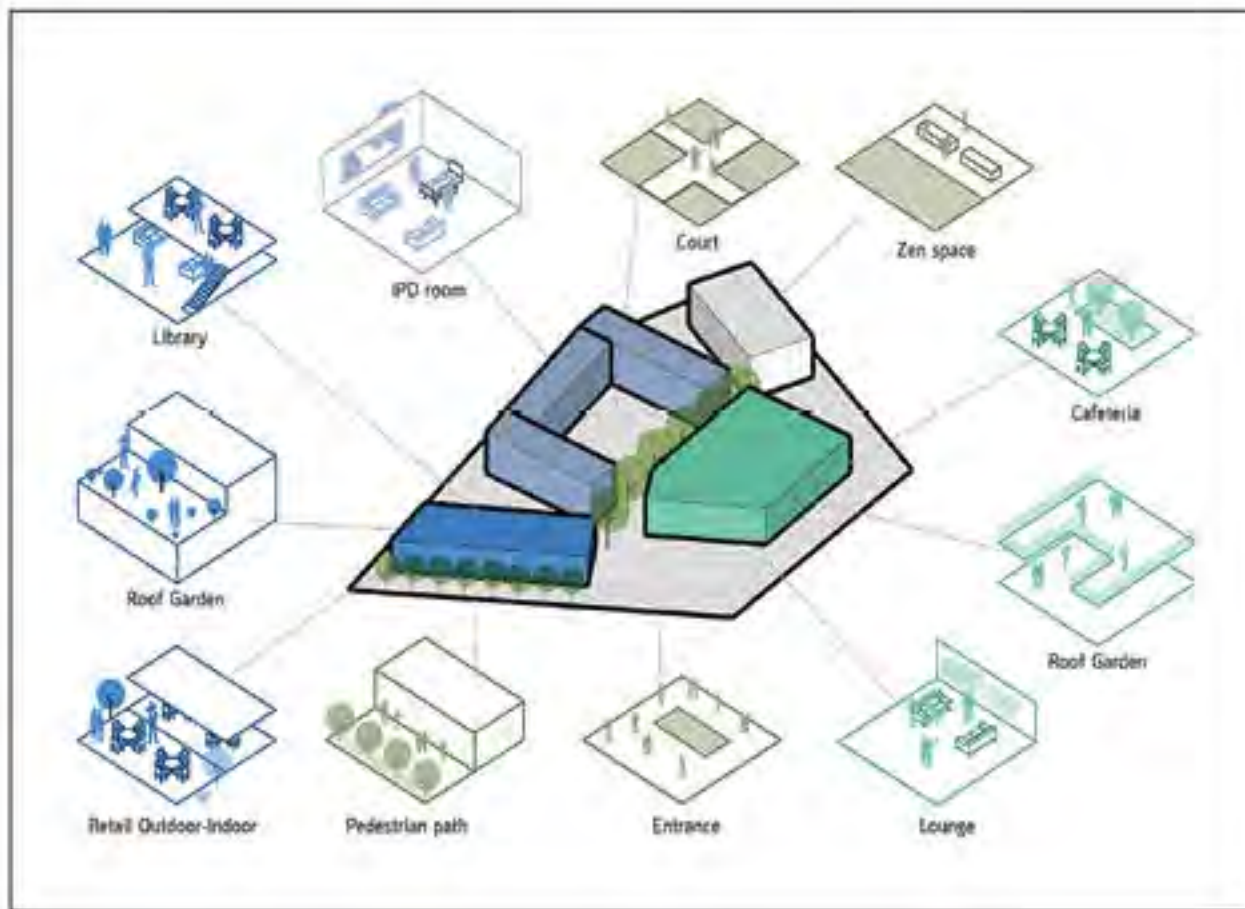 Court
Zen space
IPD room
Library
Cafeteria
Roof Garden
Roof Garden
Retail Outdoor-Indoor
Pedestrian path
Entrance
Lounge